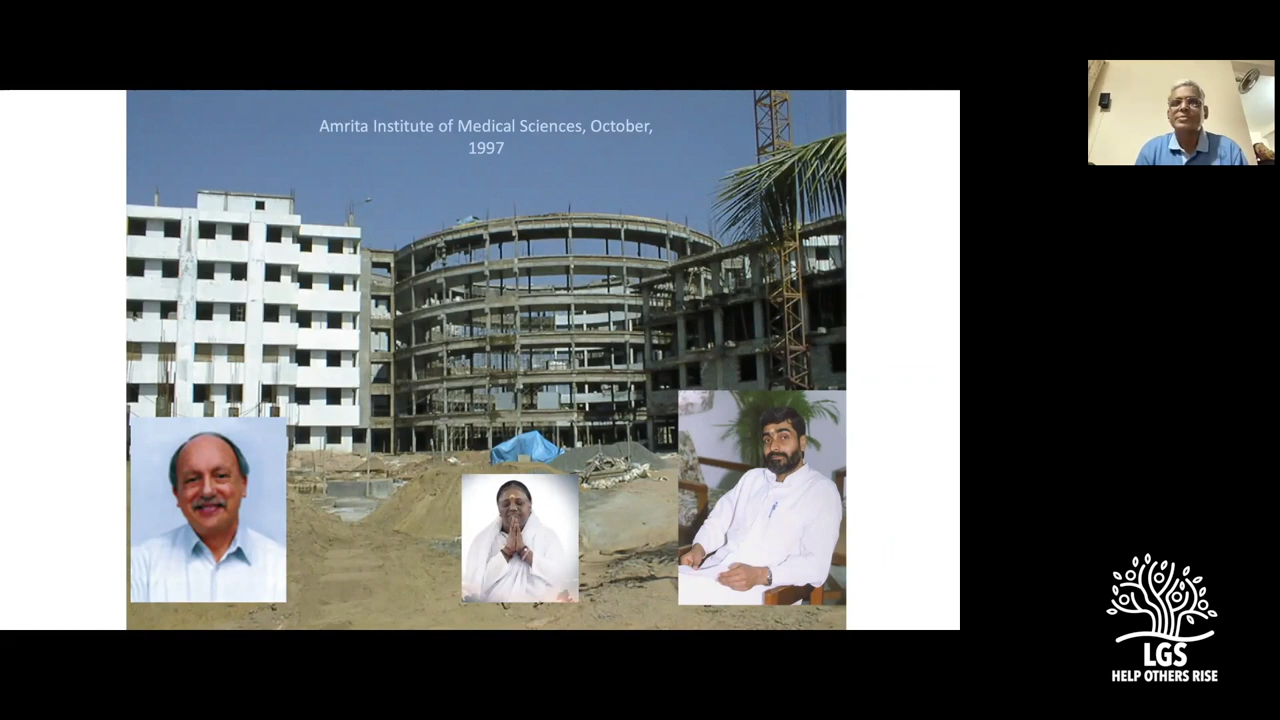 Amrita Institute of Medical Sciences, October,
1997
LGS
HELP OTHERS RISE